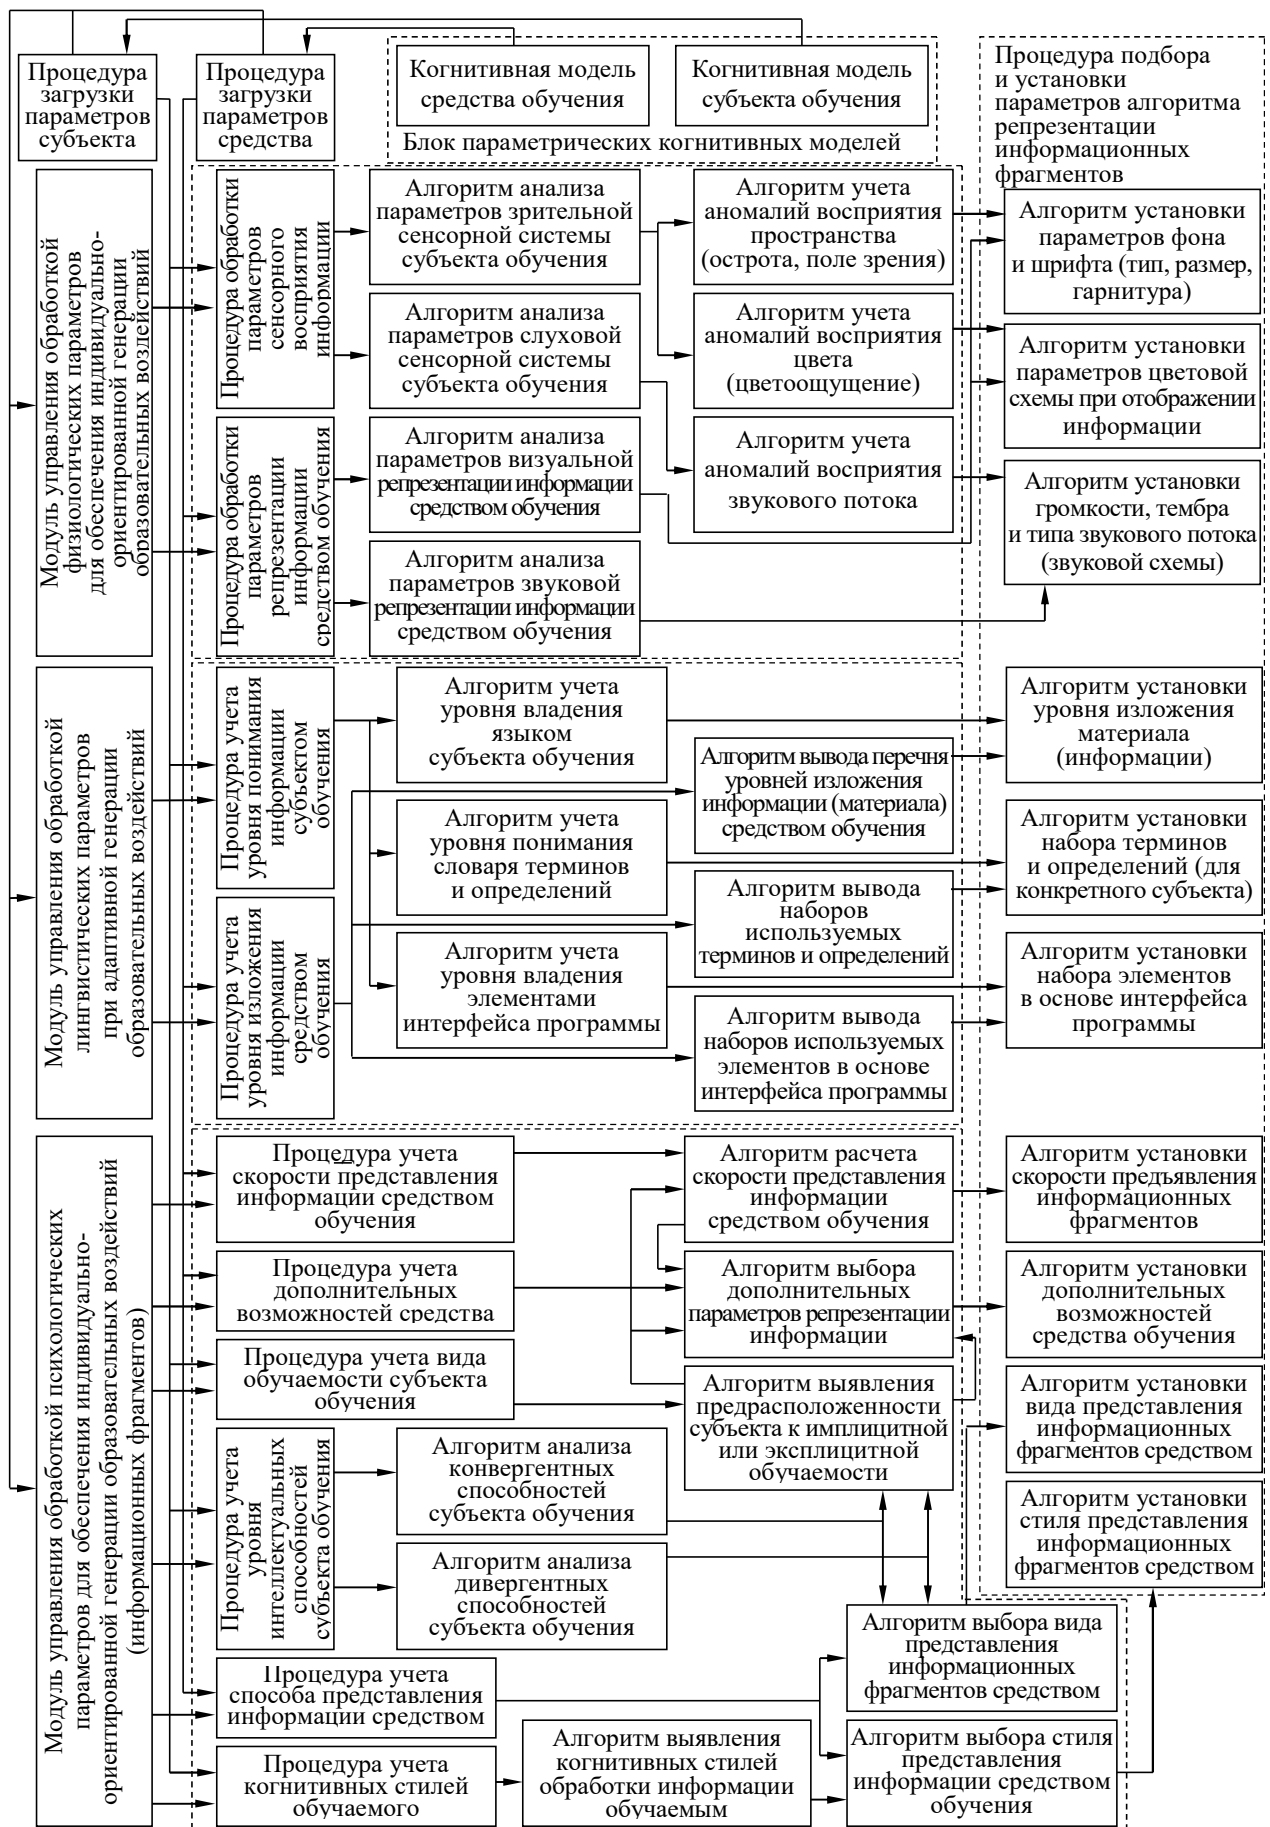 Процедура
загрузки
параметров
субъекта
Процедура
загрузки
параметров
средства
Когнитивная модель
средства обучения
Когнитивная модель
субъекта обучения
Блок параметрических когнитивных моделей
Процедура подбора
и установки
параметров алгоритма
репрезентации
информационных
фрагментов
Модуль управления обработкой
физиологических параметров
для обеспечения индивидуально-
ориентированной генерации
образовательных воздействий
Процедура обработки
параметров
сенсорного
восприятия
информации
Алгоритм анализа
параметров зрительной
сенсорной системы
субъекта обучения
Алгоритм учета
аномалий восприятия
пространства
(острота, поле зрения)
Алгоритм установки
параметров фона
и шрифта (тип, размер,
гарнитура)
Алгоритм анализа
параметров слуховой
сенсорной системы
субъекта обучения
Алгоритм учета
аномалий восприятия
цвета
(цветоощущение)
Алгоритм установки
параметров цветовой
схемы при отображении
информации
Процедура обработки
параметров
репрезентации
информации
средством обучения
Алгоритм анализа
параметров визуальной
репрезентации информации
средством обучения
Алгоритм учета
аномалий восприятия
звукового потока
Алгоритм установки
громкости, тембра
и типа звукового потока
(звуковой схемы)
Алгоритм анализа
параметров звуковой
репрезентации информации
средством обучения
Модуль управления обработкой
лингвистических параметров
при адаптивной генерации
образовательных воздействий
Процедура учета
уровня понимания
информации
субъектом
обучения
Алгоритм учета
уровня владения
языком
субъекта обучения
Алгоритм вывода перечня
уровней изложения
информации (материала)
средством обучения
Алгоритм установки
уровня изложения
материала
(информации)
Алгоритм учета
уровня понимания
словаря терминов
и определений
Алгоритм установки
набора терминов
и определений (для
конкретного субъекта)
Процедура учета
уровня изложения
информации
средством
обучения
Алгоритм вывода
наборов
используемых
терминов и определений
Алгоритм учета
уровня владения
элементами
интерфейса программы
Алгоритм установки
набора элементов
в основе интерфейса
программы
Алгоритм вывода
наборов используемых
элементов в основе
интерфейса программы
Модуль управления обработкой психологических
параметров для обеспечения индивидуально-
ориентированной генерации образовательных воздействий
(информационных фрагментов)
Процедура учета
скорости представления
информации средством
обучения
Алгоритм расчета
скорости представления
информации
средством обучения
Алгоритм установки
скорости предъявления
информационных
фрагментов
Процедура учета
дополнительных
возможностей средства
Алгоритм выбора
дополнительных
параметров репрезентации
информации
Алгоритм установки
дополнительных
возможностей
средства обучения
Процедура учета вида
обучаемости субъекта
обучения
Алгоритм выявления
предрасположенности
субъекта к имплицитной
или эксплицитной
обучаемости
Алгоритм установки
вида представления
информационных
фрагментов средством
Процедура учета
уровня
интеллектуальных
способностей
субъекта обучения
Алгоритм анализа
конвергентных
способностей
субъекта обучения
Алгоритм установки
стиля представления
информационных
фрагментов средством
Алгоритм анализа
дивергентных
способностей
субъекта обучения
Алгоритм выбора вида
представления
информационных
фрагментов средством
Процедура учета
способа представления
информации средством
Процедура учета
когнитивных стилей
обучаемого
Алгоритм выявления
когнитивных стилей
обработки информации
обучаемым
Алгоритм выбора стиля
представления
информации средством
обучения